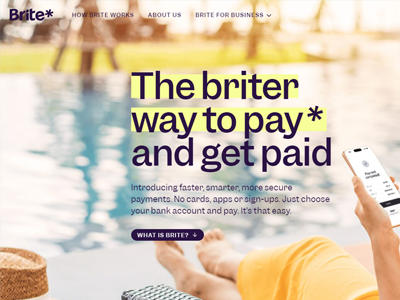 Brite*
HOW BRITE WORKS
ABOUT US
BRITE FOR BUSINESS
The briter
way to pay*
and get paid
Introducing faster, smarter, more secure
payments. No cards, apps or sign-ups. Just choose
your bank account and pay. It's that easy.
WHAT IS BRITE? ↓